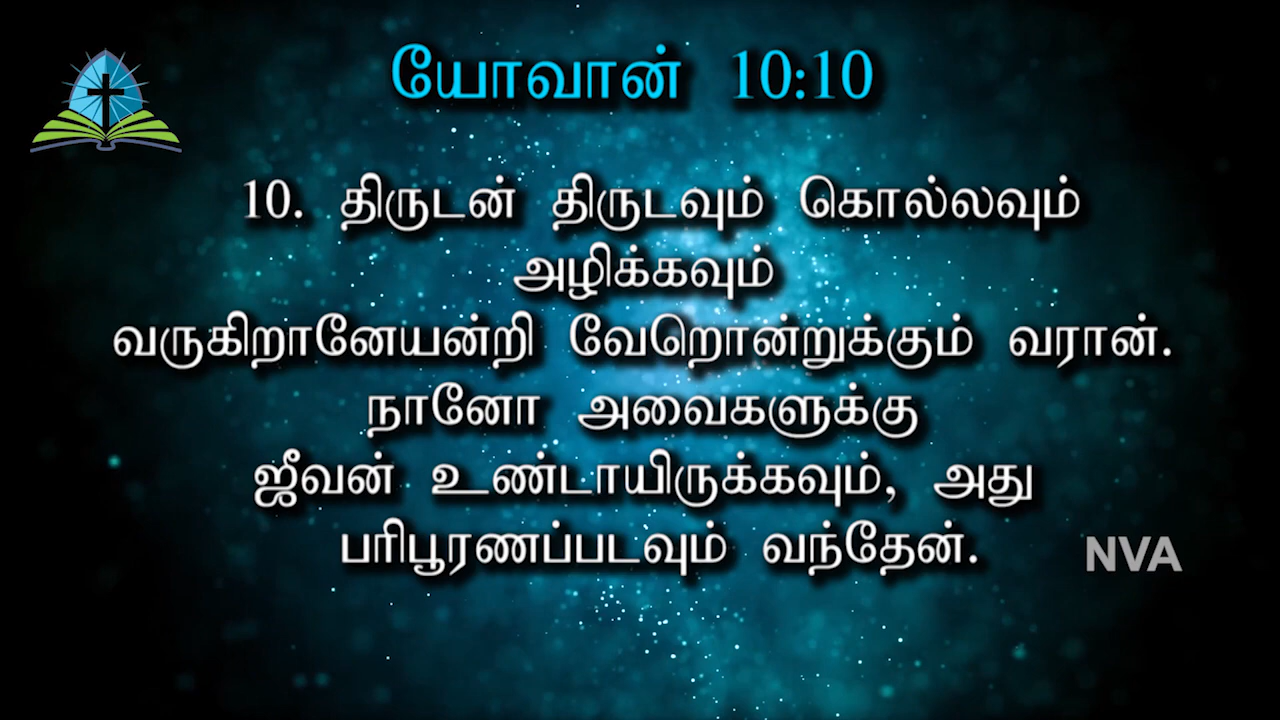 யோவான் 10:10
10. திருடன் திருடவும் கொல்லவும்
அழிக்கவும்
வருகிறானேயன்றி வேறொன்றுக்கும் வரான்.
நானோ அவைகளுக்கு
ஜீவன் உண்டாயிருக்கவும், அது
பரிபூரணப்படவும் வந்தேன்.
NVA